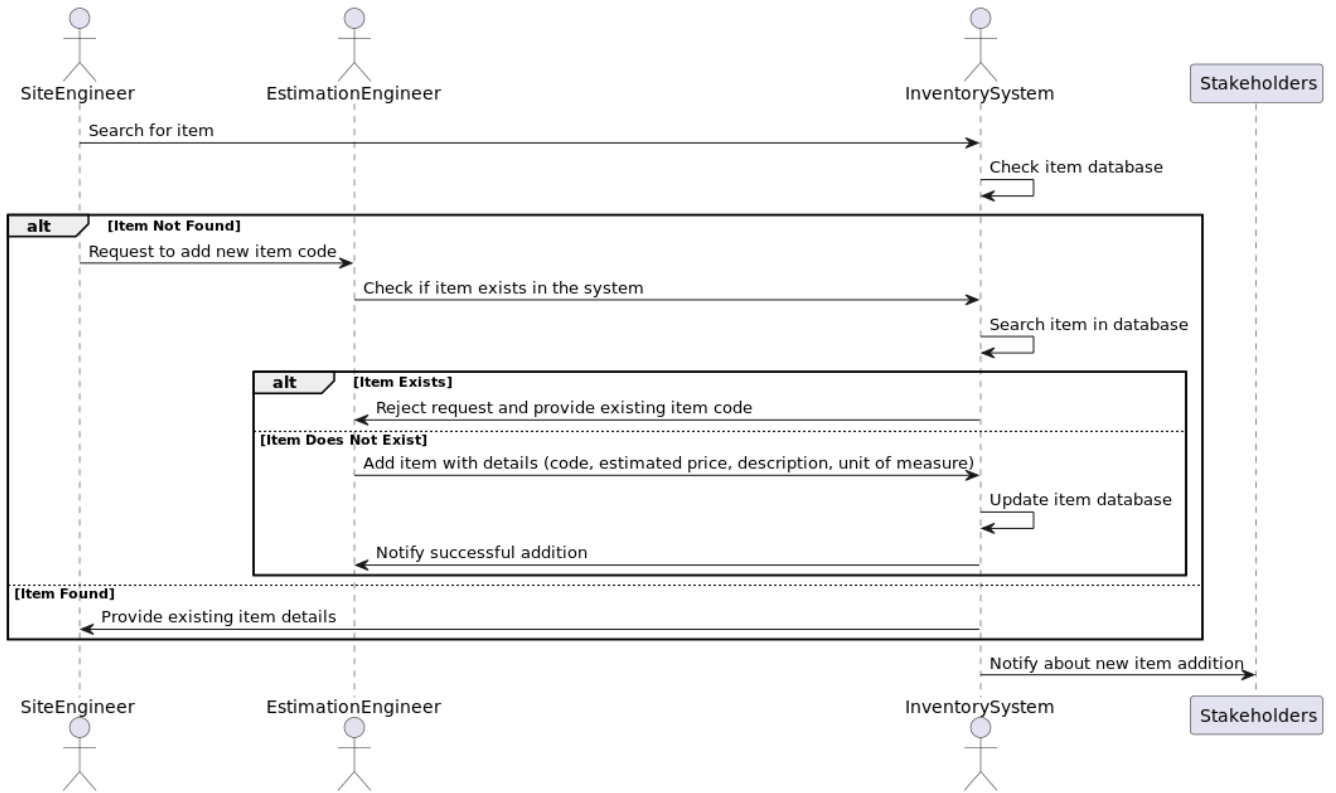 SiteEngineer
EstimationEngineer
InventorySystem
Stakeholders
Search for item
Check item database
alt
[Item Not Found]
Request to add new item code
Check if item exists in the system
Search item in database
alt
[Item Exists]
Reject request and provide existing item code
[Item Does Not Exist]
Add item with details (code, estimated price, description, unit of measure)
Update item database
Notify successful addition
[Item Found]
Provide existing item details
Notify about new item addition
SiteEngineer
EstimationEngineer
InventorySystem
Stakeholders